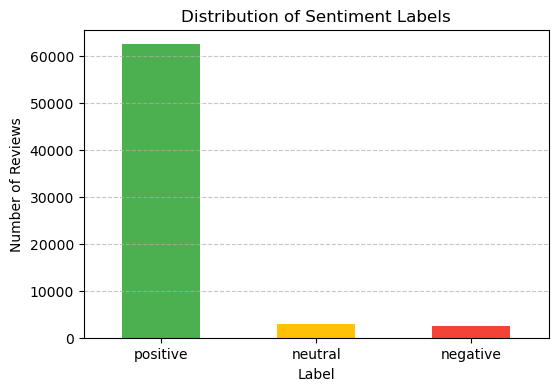 Distribution of Sentiment Labels
Number of Reviews
60000
50000
40000
30000
20000
10000
0
positive neutral negative
Label